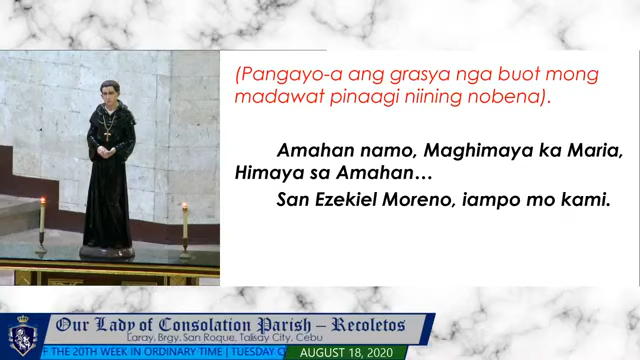 (Pangayo-a ang grasya nga buot mong
madawat pinaagi niining nobena).
Amahan namo, Maghimaya ka Maria,
Himaya sa Amahan…
San Ezekiel Moreno, iampo mo kami.
Our Lady of Consolation Parish – Recoletos
Laray, Brgy. San Roque, Talisay City, Cebu
OF THE 20TH WEEK IN ORDINARY TIME | TUESDAY
AUGUST 18, 2020